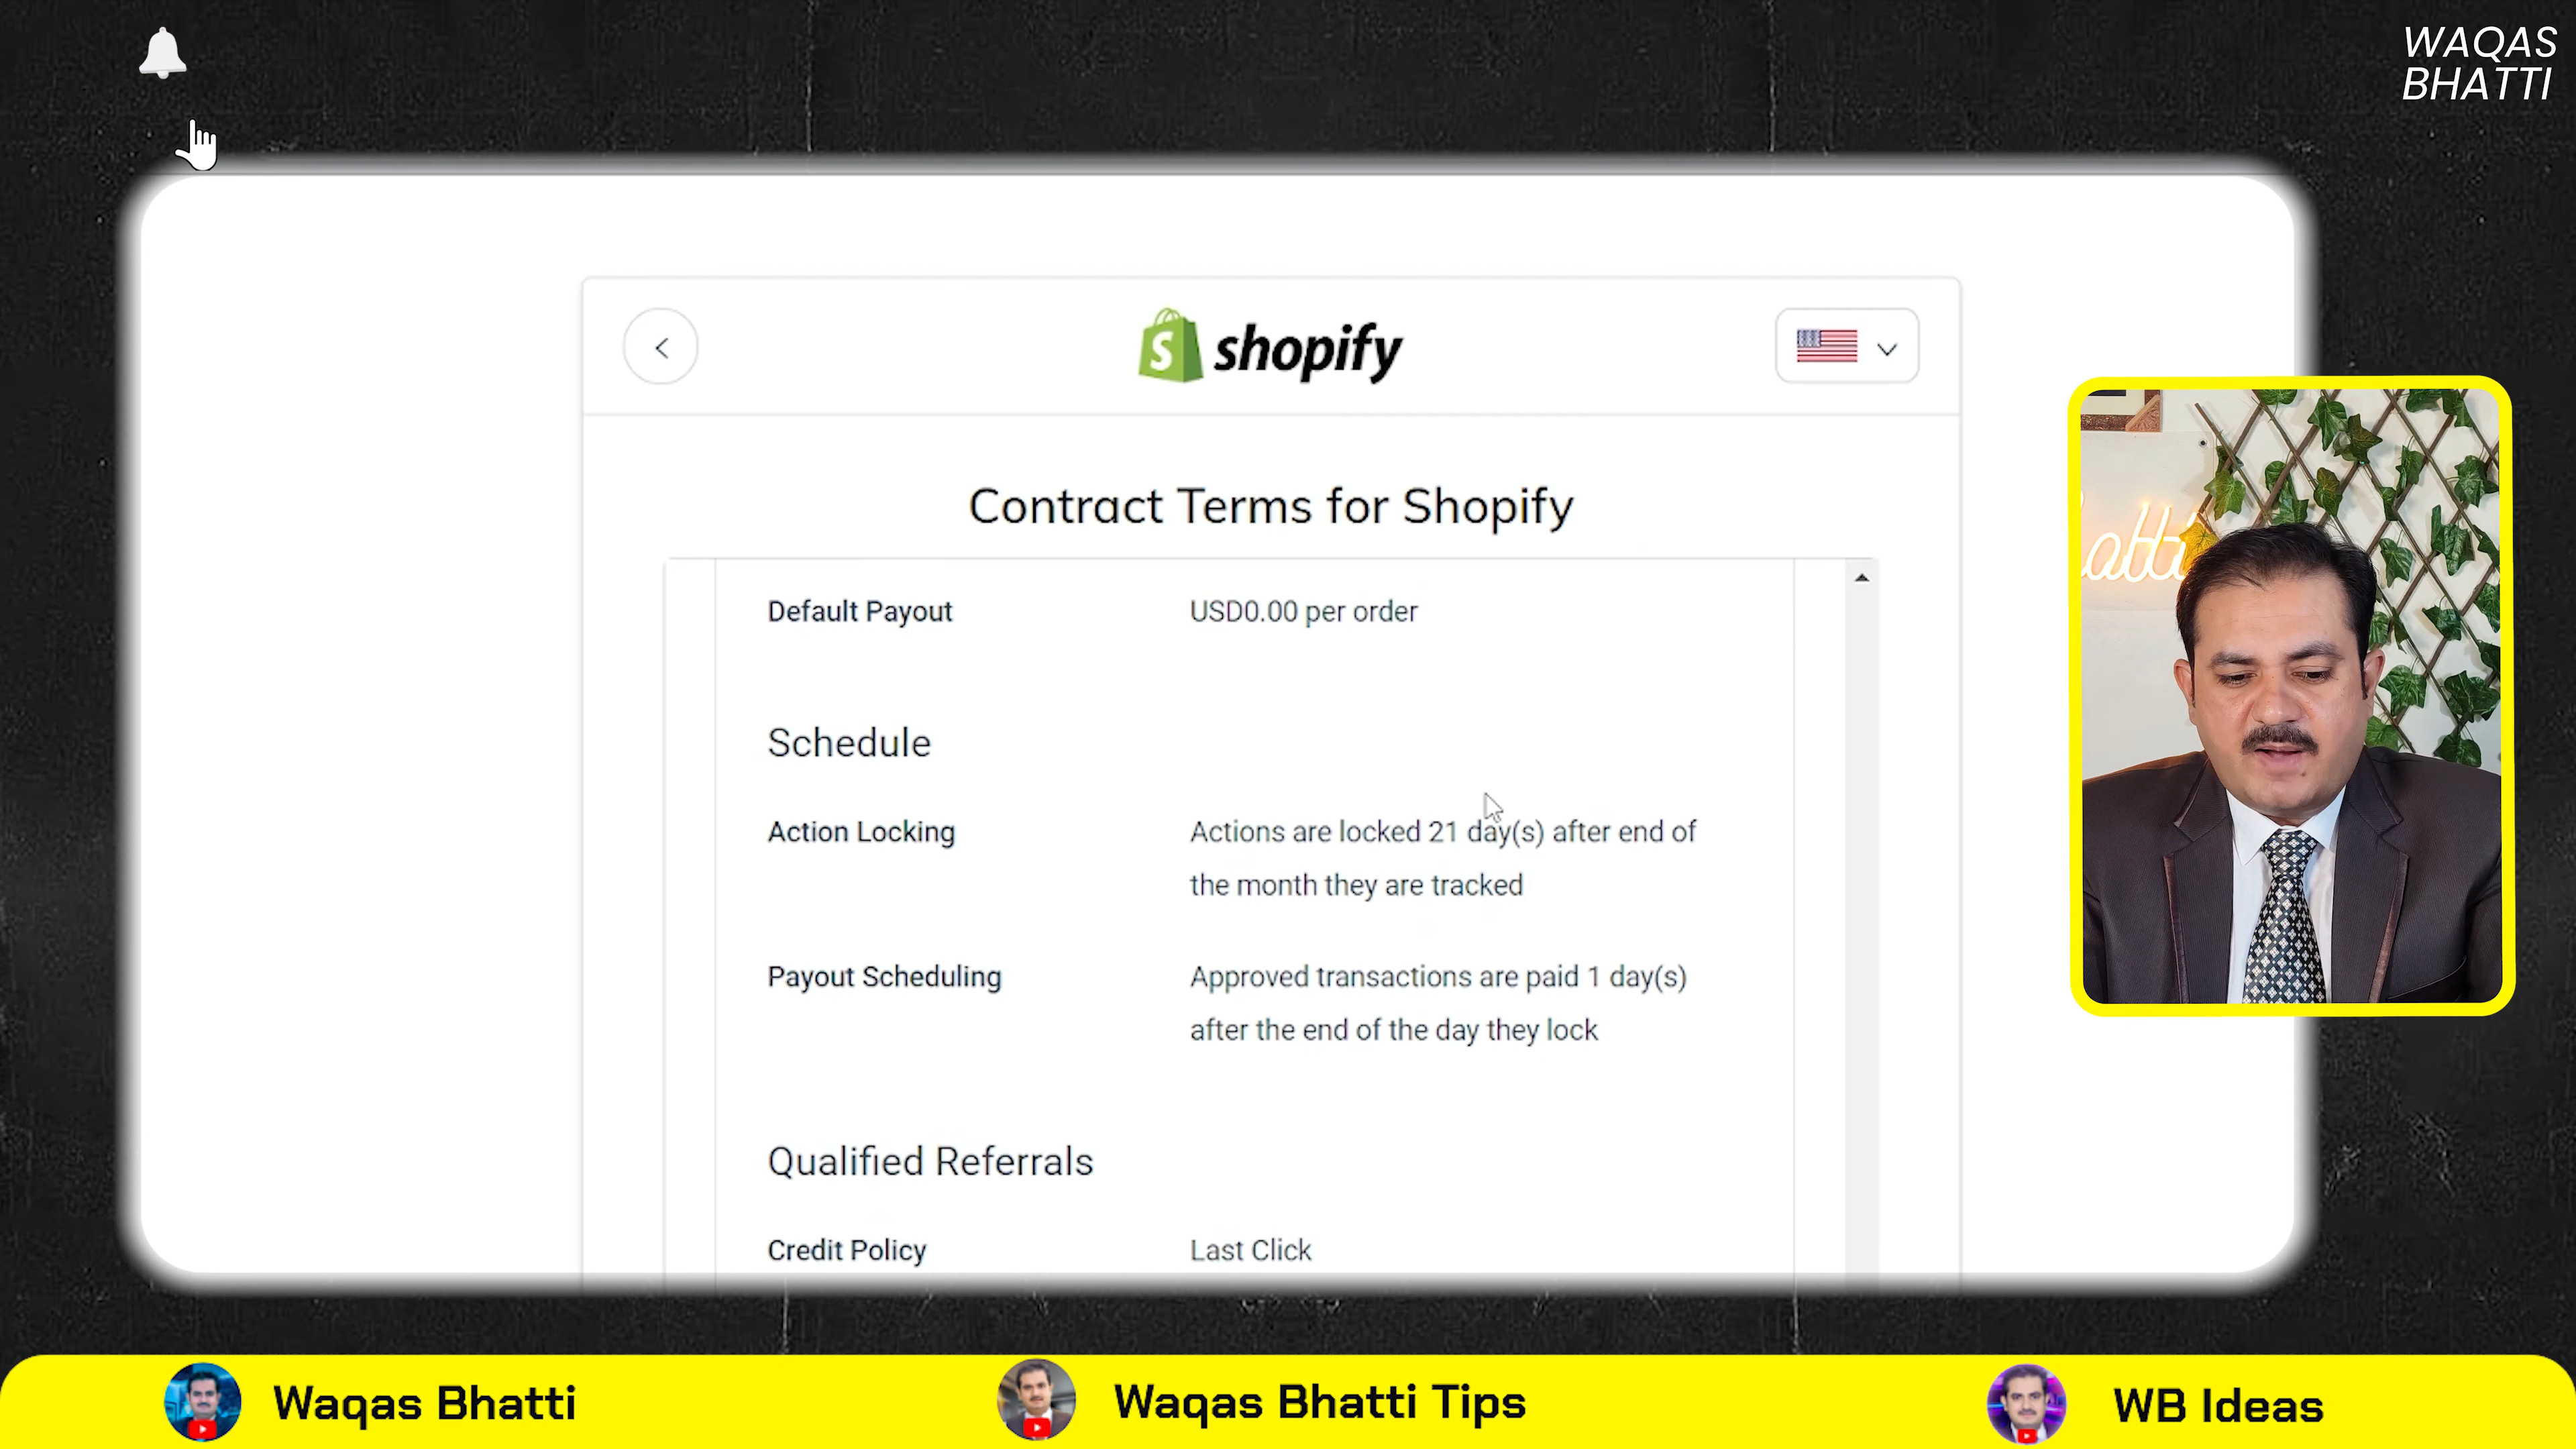 WAQAS
BHATTI
shopify
Contract Terms for Shopify
Default Payout USD0.00 per order
Schedule
Action Locking Actions are locked 21 day(s) after end of
the month they are tracked
Payout Scheduling Approved transactions are paid 1 day(s)
after the end of the day they lock
Qualified Referrals
Credit Policy Last Click
atti
Waqas Bhatti
Waqas Bhatti Tips
WB Ideas